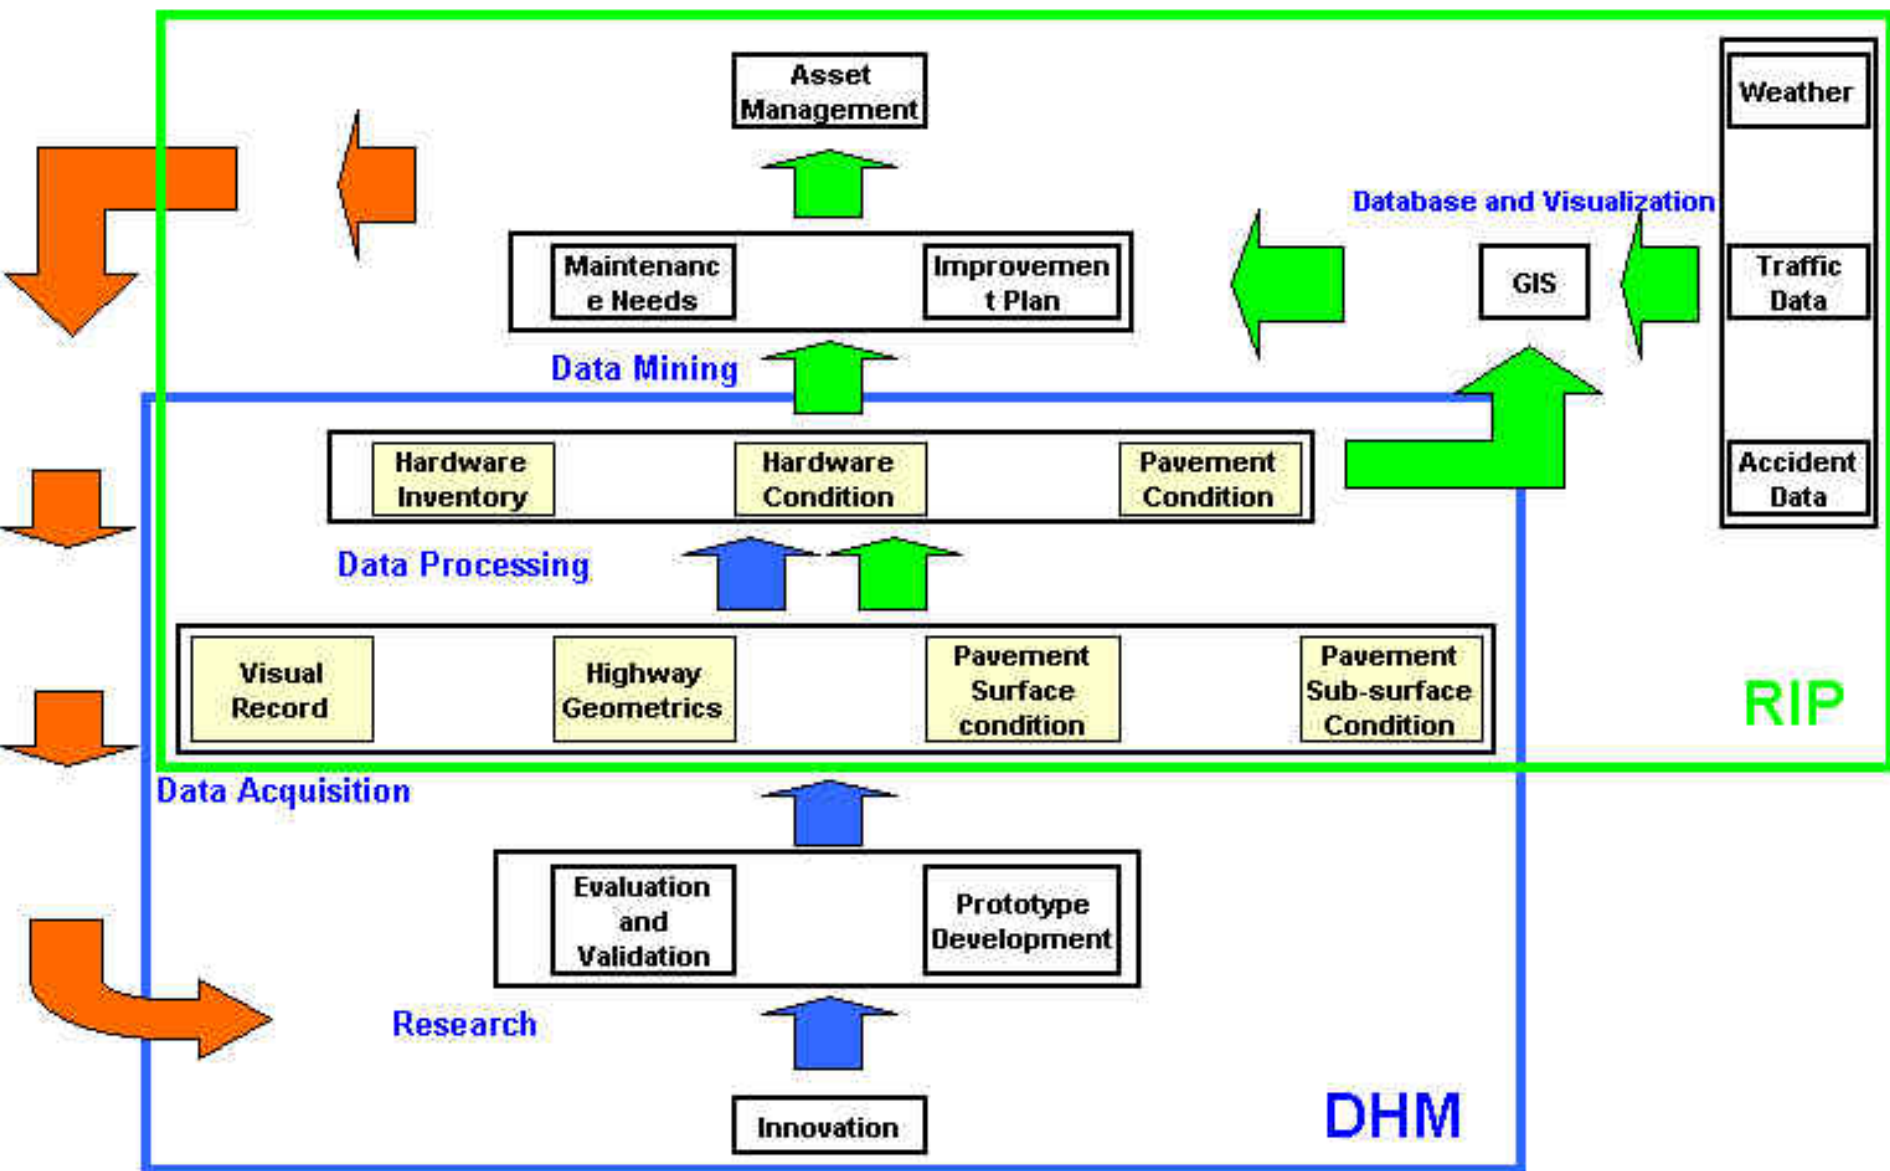 Asset
Management
Weather
Database and Visualization
Maintenanc
e Needs
Improvemen
t Plan
GIS
Traffic
Data
Data Mining
Hardware
Inventory
Hardware
Condition
Pavement
Condition
Accident
Data
Data Processing
Visual
Record
Highway
Geometrics
Pavement
Surface
condition
Pavement
Sub-surface
Condition
RIP
Data Acquisition
Evaluation
and
Validation
Prototype
Development
Research
DHM
Innovation